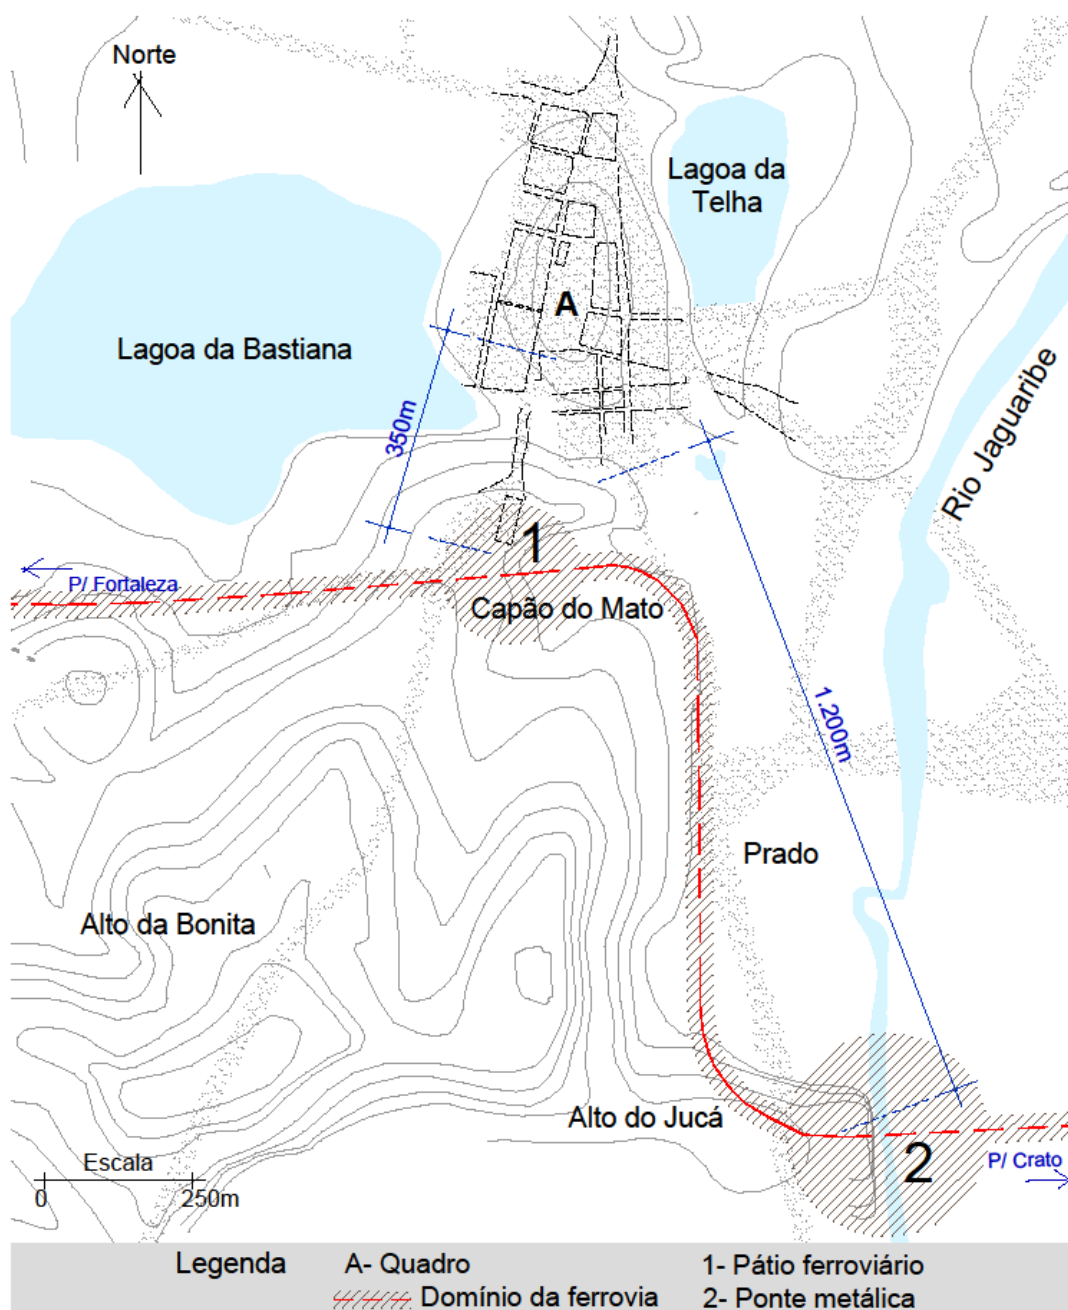 Norte
Lagoa da
Telha
A
Lagoa da Bastiana
350m
Rio Jaguaribe
1
P/ Fortaleza
Capão do Mato
1.200m
Prado
Alto da Bonita
Alto do Jucá
2
P/ Crato
Escala
0 250m
Legenda A- Quadro 1- Pátio ferroviário
Domínio da ferrovia 2- Ponte metálica